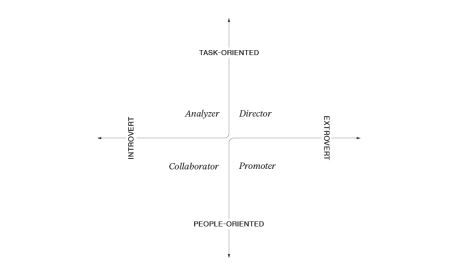 TASK-ORIENTED
Analyzer Director
INTROVERT
EXTROVERT
Collaborator Promoter
PEOPLE-ORIENTED